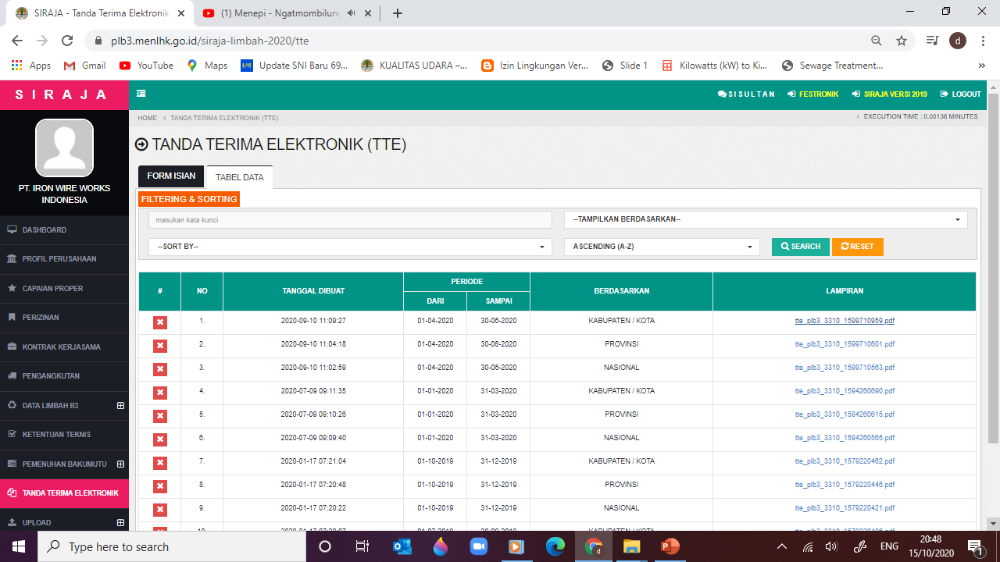 SIRAJA - Tanda Terima Elektronik
(1) Menepi - Ngatmombilung
plb3.menlhk.go.id/siraja-limbah-2020/tte
d
Apps
Gmail
YouTube
Maps
Update SNI Baru 69...
KUALITAS UDARA –...
Izin Lingkungan Ver...
Slide 1
Kilowatts (kW) to Ki...
Sewage Treatment...
»
S I R A J A
S I S U L T A N
FESTRONIK
SIRAJA VERSI 2019
LOGOUT
HOME > TANDA TERIMA ELEKTRONIK (TTE)
> EXECUTION TIME : 0.00136 MINUTES
PT. IRON WIRE WORKS
INDONESIA
DASHBOARD
PROFIL PERUSAHAAN
CAPAIAN PROPER
PERIZINAN
KONTRAK KERJASAMA
PENGANGKUTAN
DATA LIMBAH B3
KETENTUAN TEKNIS
PEMENUHAN BAKUMUTU
TANDA TERIMA ELEKTRONIK
UPLOAD
TANDA TERIMA ELEKTRONIK (TTE)
FORM ISIAN
TABEL DATA
FILTERING & SORTING
masukan kata kunci
--TAMPILKAN BERDASARKAN--
--SORT BY--
ASCENDING (A-Z)
SEARCH
RESET
# NO TANGGAL DIBUAT PERIODE BERDASARKAN LAMPIRAN
DARI SAMPAI
1. 2020-09-10 11:09:27 01-04-2020 30-06-2020 KABUPATEN / KOTA tte_plb3_3310_1599710959.pdf
2. 2020-09-10 11:04:18 01-04-2020 30-06-2020 PROVINSI tte_plb3_3310_1599710601.pdf
3. 2020-09-10 11:02:59 01-04-2020 30-06-2020 NASIONAL tte_plb3_3310_1599710563.pdf
4. 2020-07-09 09:11:35 01-01-2020 31-03-2020 KABUPATEN / KOTA tte_plb3_3310_1594260690.pdf
5. 2020-07-09 09:10:26 01-01-2020 31-03-2020 PROVINSI tte_plb3_3310_1594260615.pdf
6. 2020-07-09 09:09:40 01-01-2020 31-03-2020 NASIONAL tte_plb3_3310_1594260565.pdf
7. 2020-01-17 07:21:04 01-10-2019 31-12-2019 KABUPATEN / KOTA tte_plb3_3310_1579220462.pdf
8. 2020-01-17 07:20:48 01-10-2019 31-12-2019 PROVINSI tte_plb3_3310_1579220446.pdf
9. 2020-01-17 07:20:22 01-10-2019 31-12-2019 NASIONAL tte_plb3_3310_1579220421.pdf
Type here to search
ENG
20:48
15/10/2020
1